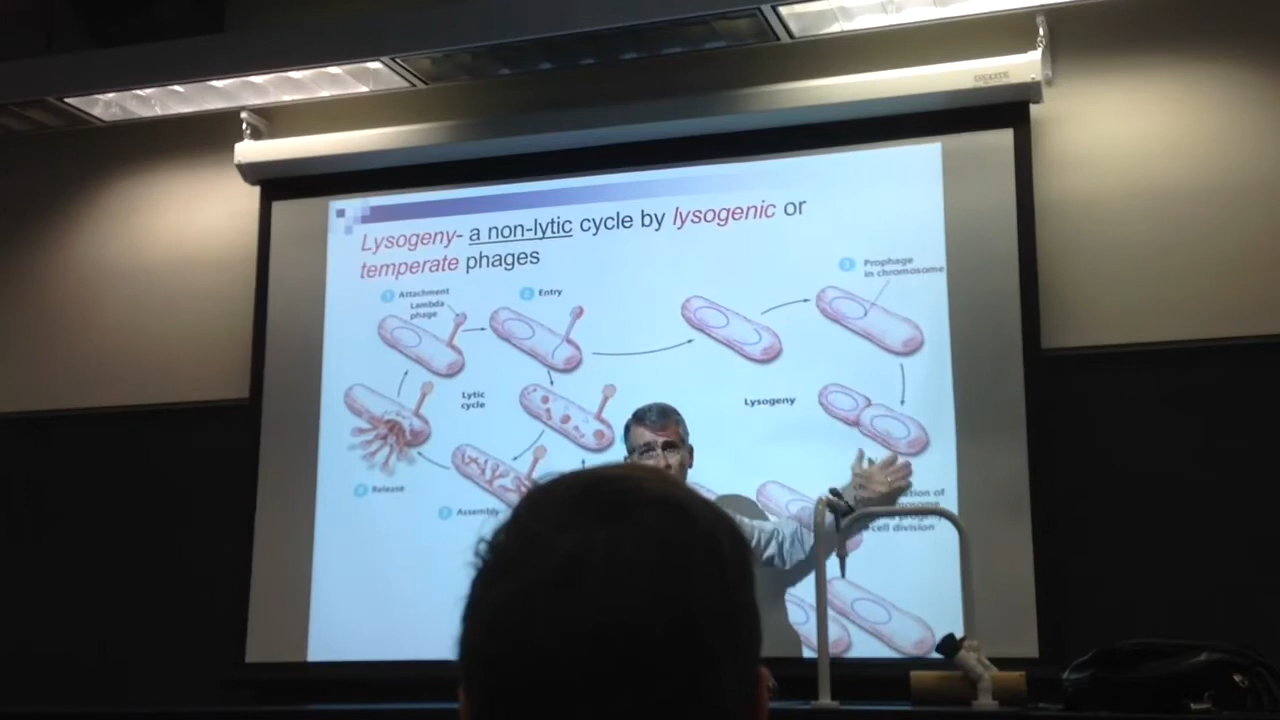 Lysogeny- a non-lytic cycle by lysogenic or
temperate phages
1 Attachment
Lambda
phage
2 Entry
3 Prophage
in chromosome
Lytic
cycle
Lysogeny
Release
Assembly
cell division